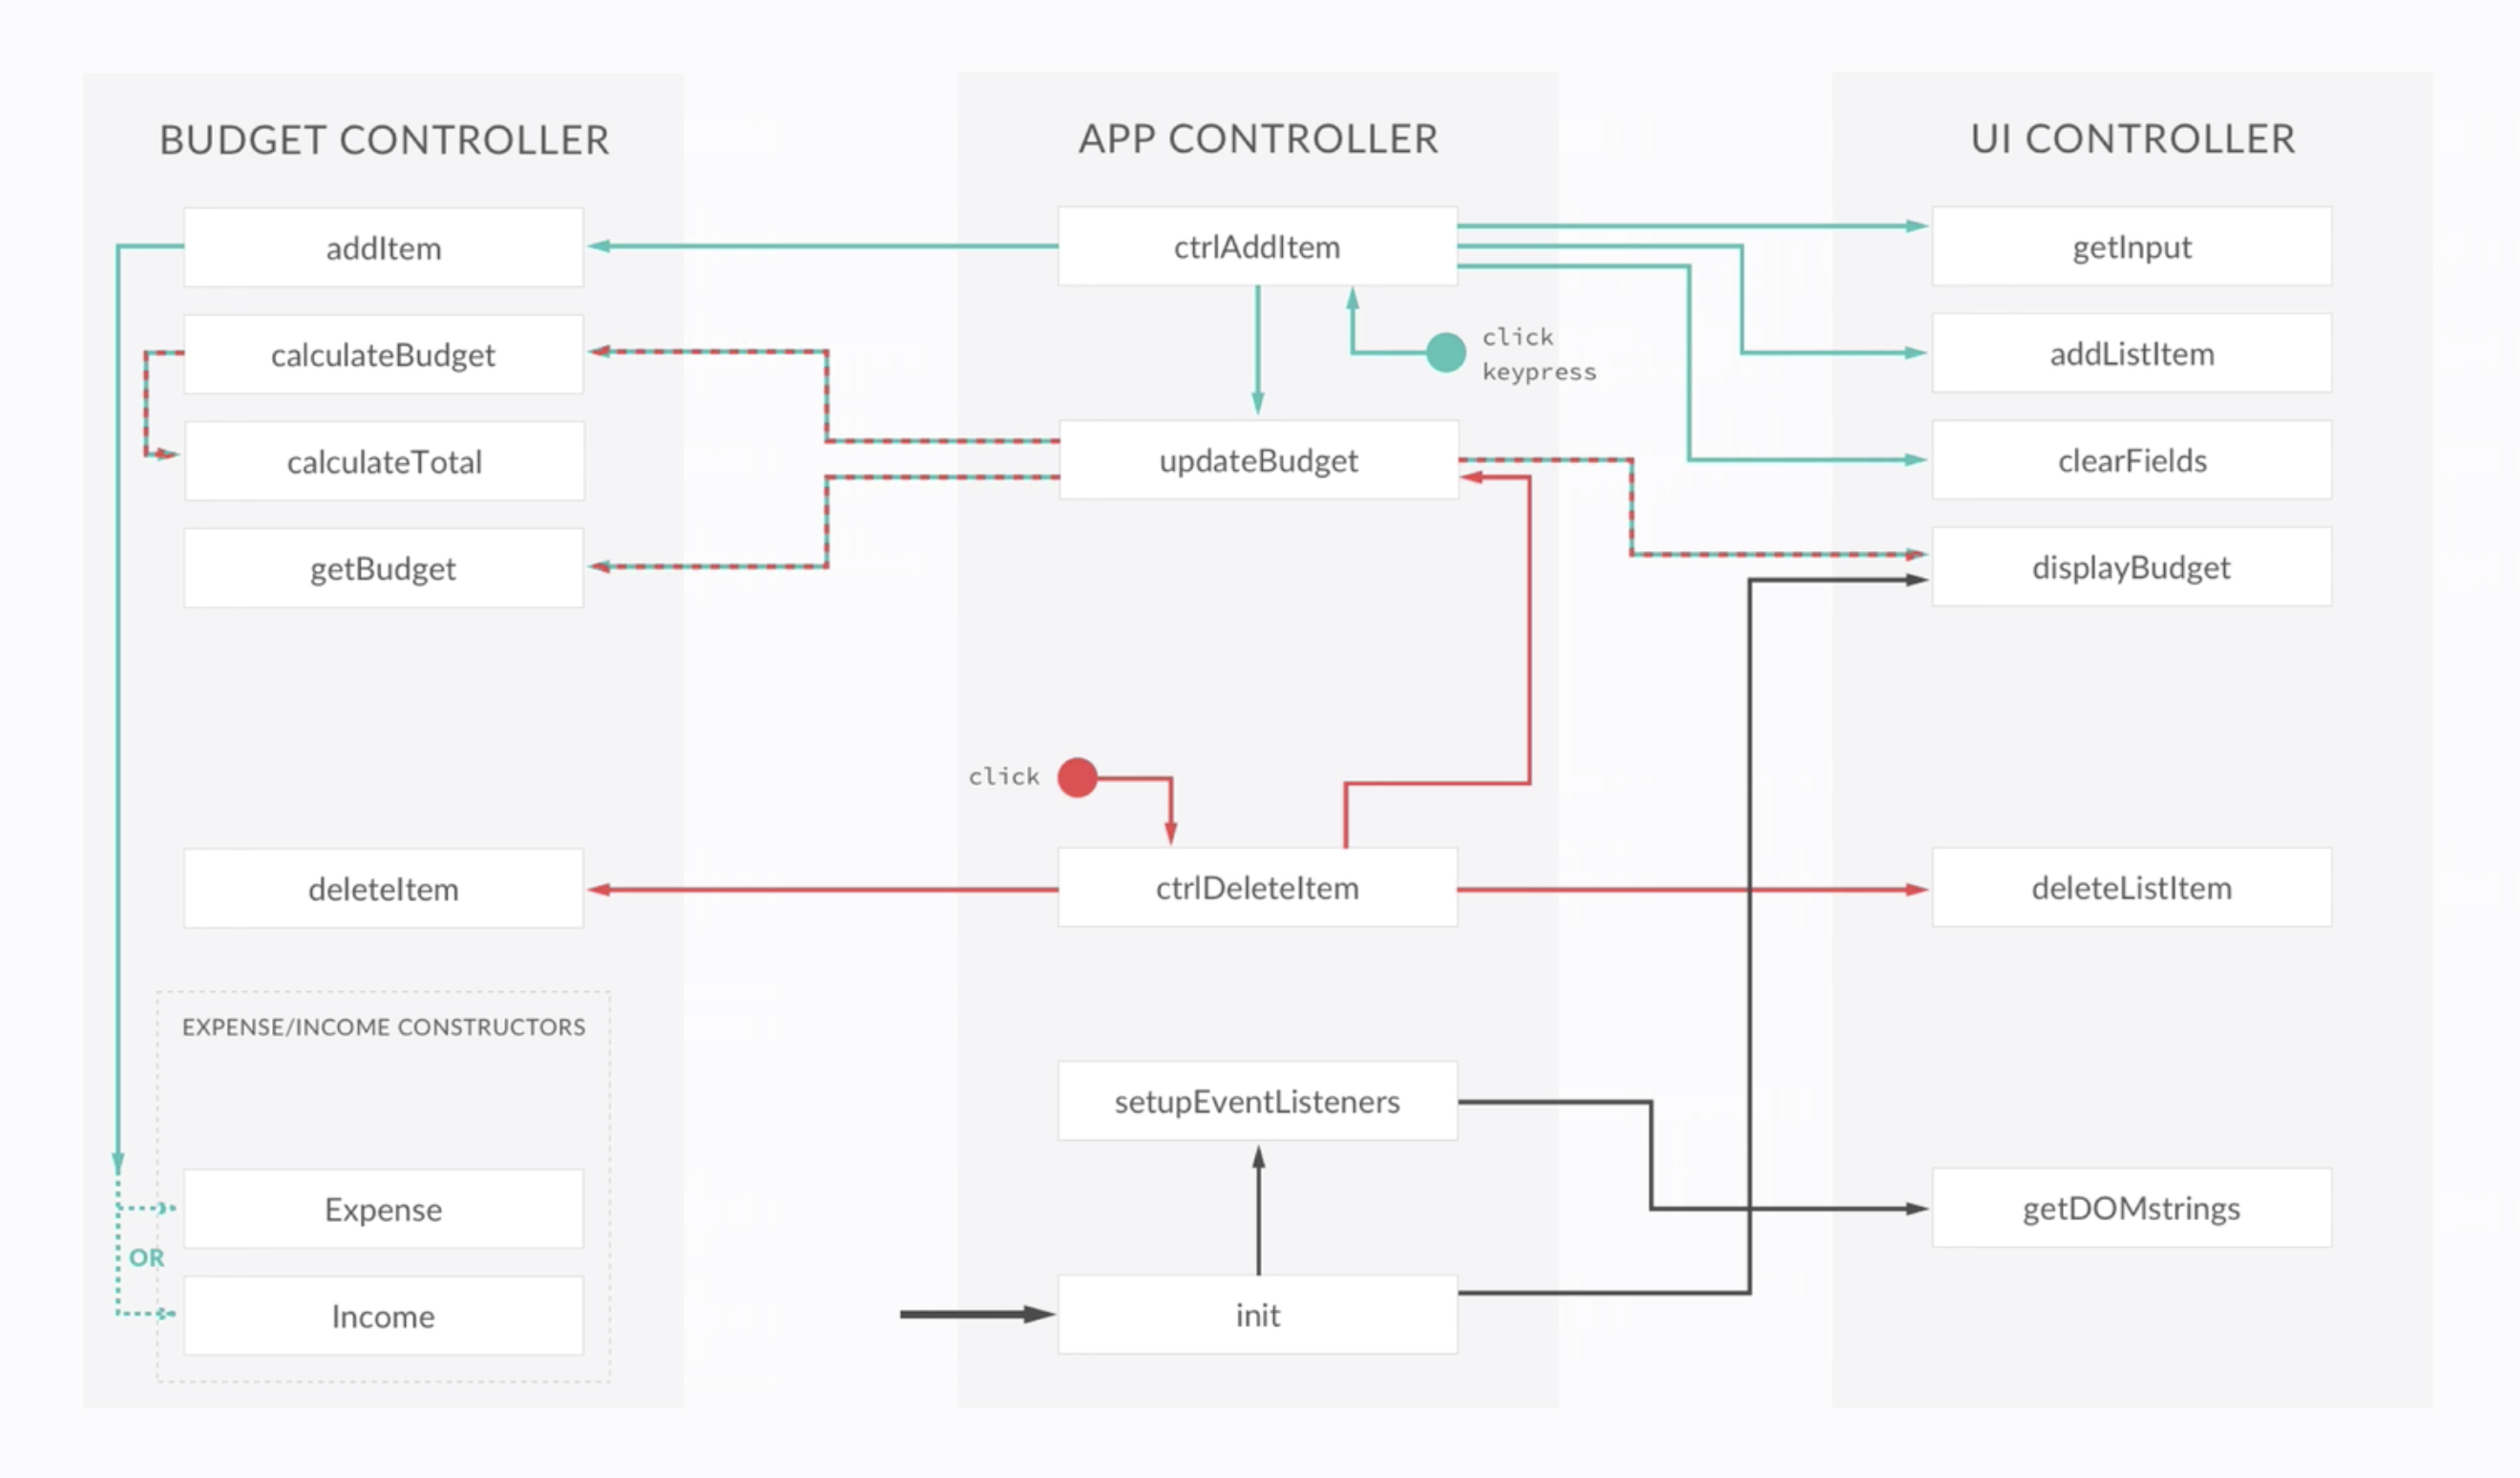 BUDGET CONTROLLER
addItem
calculateBudget
calculateTotal
getBudget
deleteItem
EXPENSE/INCOME CONSTRUCTORS
Expense
OR
Income
APP CONTROLLER
ctrlAddItem
click
keypress
updateBudget
click
ctrlDeleteItem
setupEventListeners
init
UI CONTROLLER
getInput
addListItem
clearFields
displayBudget
deleteListItem
getDOMstrings